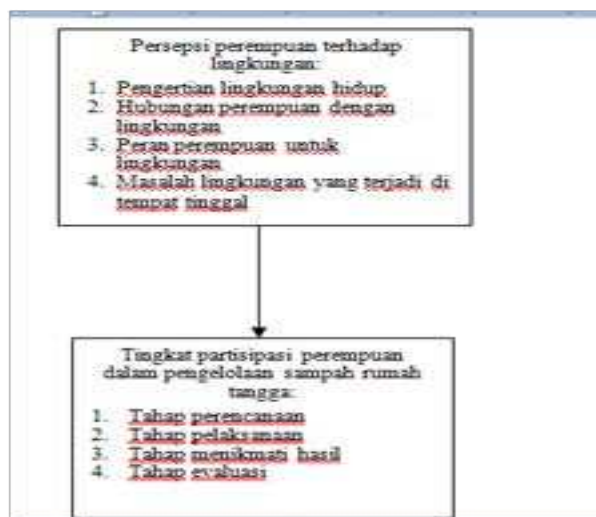 Persepsi perempuan terhadap
lingkungan:
1. Pengertian lingkungan hidup
2. Hubungan perempuan dengan
lingkungan
3. Peran perempuan untuk
lingkungan
4. Masalah lingkungan yang terjadi di
tempat tinggal
Tingkat partisipasi perempuan
dalam pengelolaan sampah rumah
tangga:
1. Tahap perencanaan
2. Tahap pelaksanaan
3. Tahap menikmati hasil
4. Tahap evaluasi